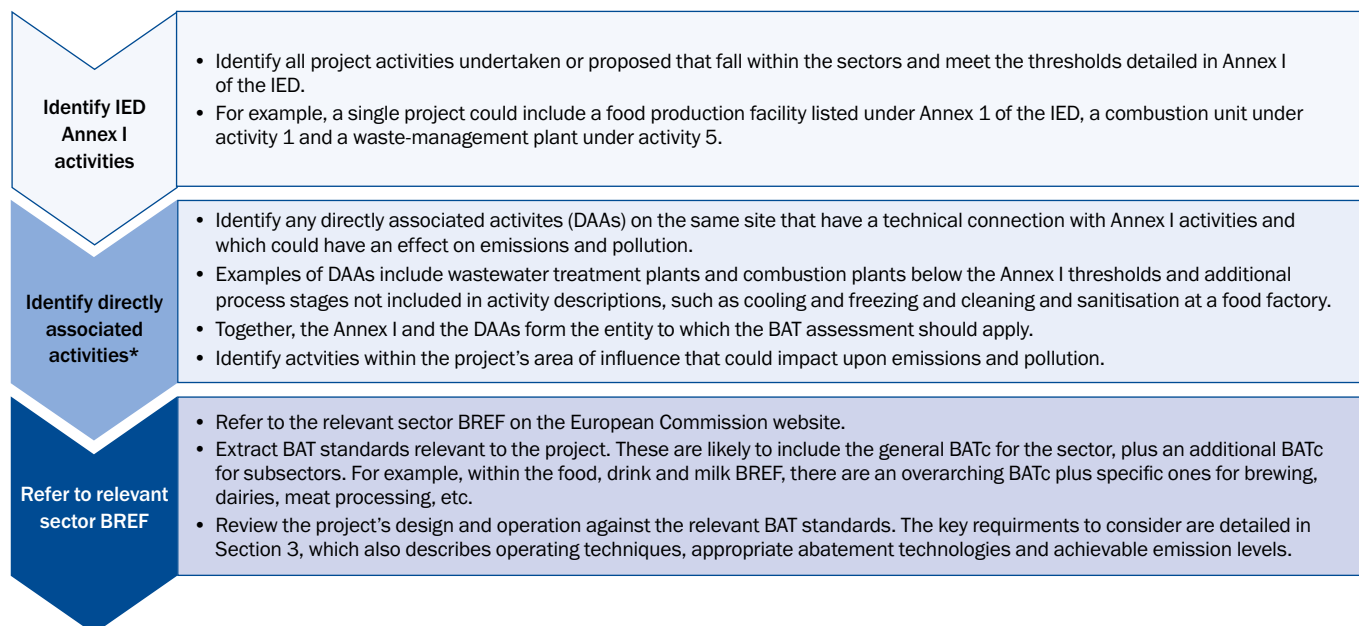 Identify IED
Annex I
activities
• Identify all project activities undertaken or proposed that fall within the sectors and meet the thresholds detailed in Annex I
of the IED.
• For example, a single project could include a food production facility listed under Annex 1 of the IED, a combustion unit under
activity 1 and a waste-management plant under activity 5.
Identify directly
associated
activities*
• Identify any directly associated activites (DAAs) on the same site that have a technical connection with Annex I activities and
which could have an effect on emissions and pollution.
• Examples of DAAs include wastewater treatment plants and combustion plants below the Annex I thresholds and additional
process stages not included in activity descriptions, such as cooling and freezing and cleaning and sanitisation at a food factory.
• Together, the Annex I and the DAAs form the entity to which the BAT assessment should apply.
• Identify actvities within the project's area of influence that could impact upon emissions and pollution.
Refer to relevant
sector BREF
• Refer to the relevant sector BREF on the European Commission website.
• Extract BAT standards relevant to the project. These are likely to include the general BATc for the sector, plus an additional BATc
for subsectors. For example, within the food, drink and milk BREF, there are an overarching BATc plus specific ones for brewing,
dairies, meat processing, etc.
• Review the project's design and operation against the relevant BAT standards. The key requirments to consider are detailed in
Section 3, which also describes operating techniques, appropriate abatement technologies and achievable emission levels.